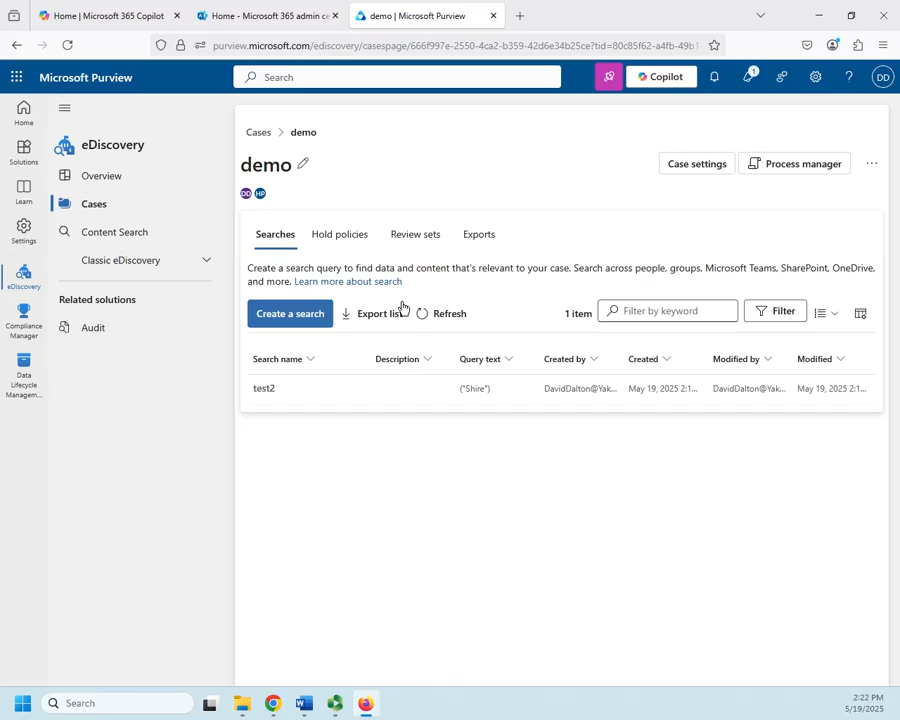 Home | Microsoft 365 Copilot
Home - Microsoft 365 admin ce
demo | Microsoft Purview
purview.microsoft.com/ediscovery/casespage/666f997e-2550-4ca2-b359-42d6e34b25ce?tid=80c85f62-a4fb-49b1
Microsoft Purview
Search
Copilot
1
DD
Home
Solutions
Learn
Settings
eDiscovery
Compliance Manager
Data Lifecycle Managem...
eDiscovery
Overview
Cases
Content Search
Classic eDiscovery
Related solutions
Audit
Cases > demo
demo
Case settings
Process manager
DD HP
Searches
Hold policies
Review sets
Exports
Create a search query to find data and content that's relevant to your case. Search across people, groups, Microsoft Teams, SharePoint, OneDrive,
and more. Learn more about search
Create a search
Export list
Refresh
1 item
Filter by keyword
Filter
Search name Description Query text Created by Created Modified by Modified
test2 ("Shire") DavidDalton@Yak... May 19, 2025 2:1... DavidDalton@Yak... May 19, 2025 2:1...
Search
2:22 PM
5/19/2025